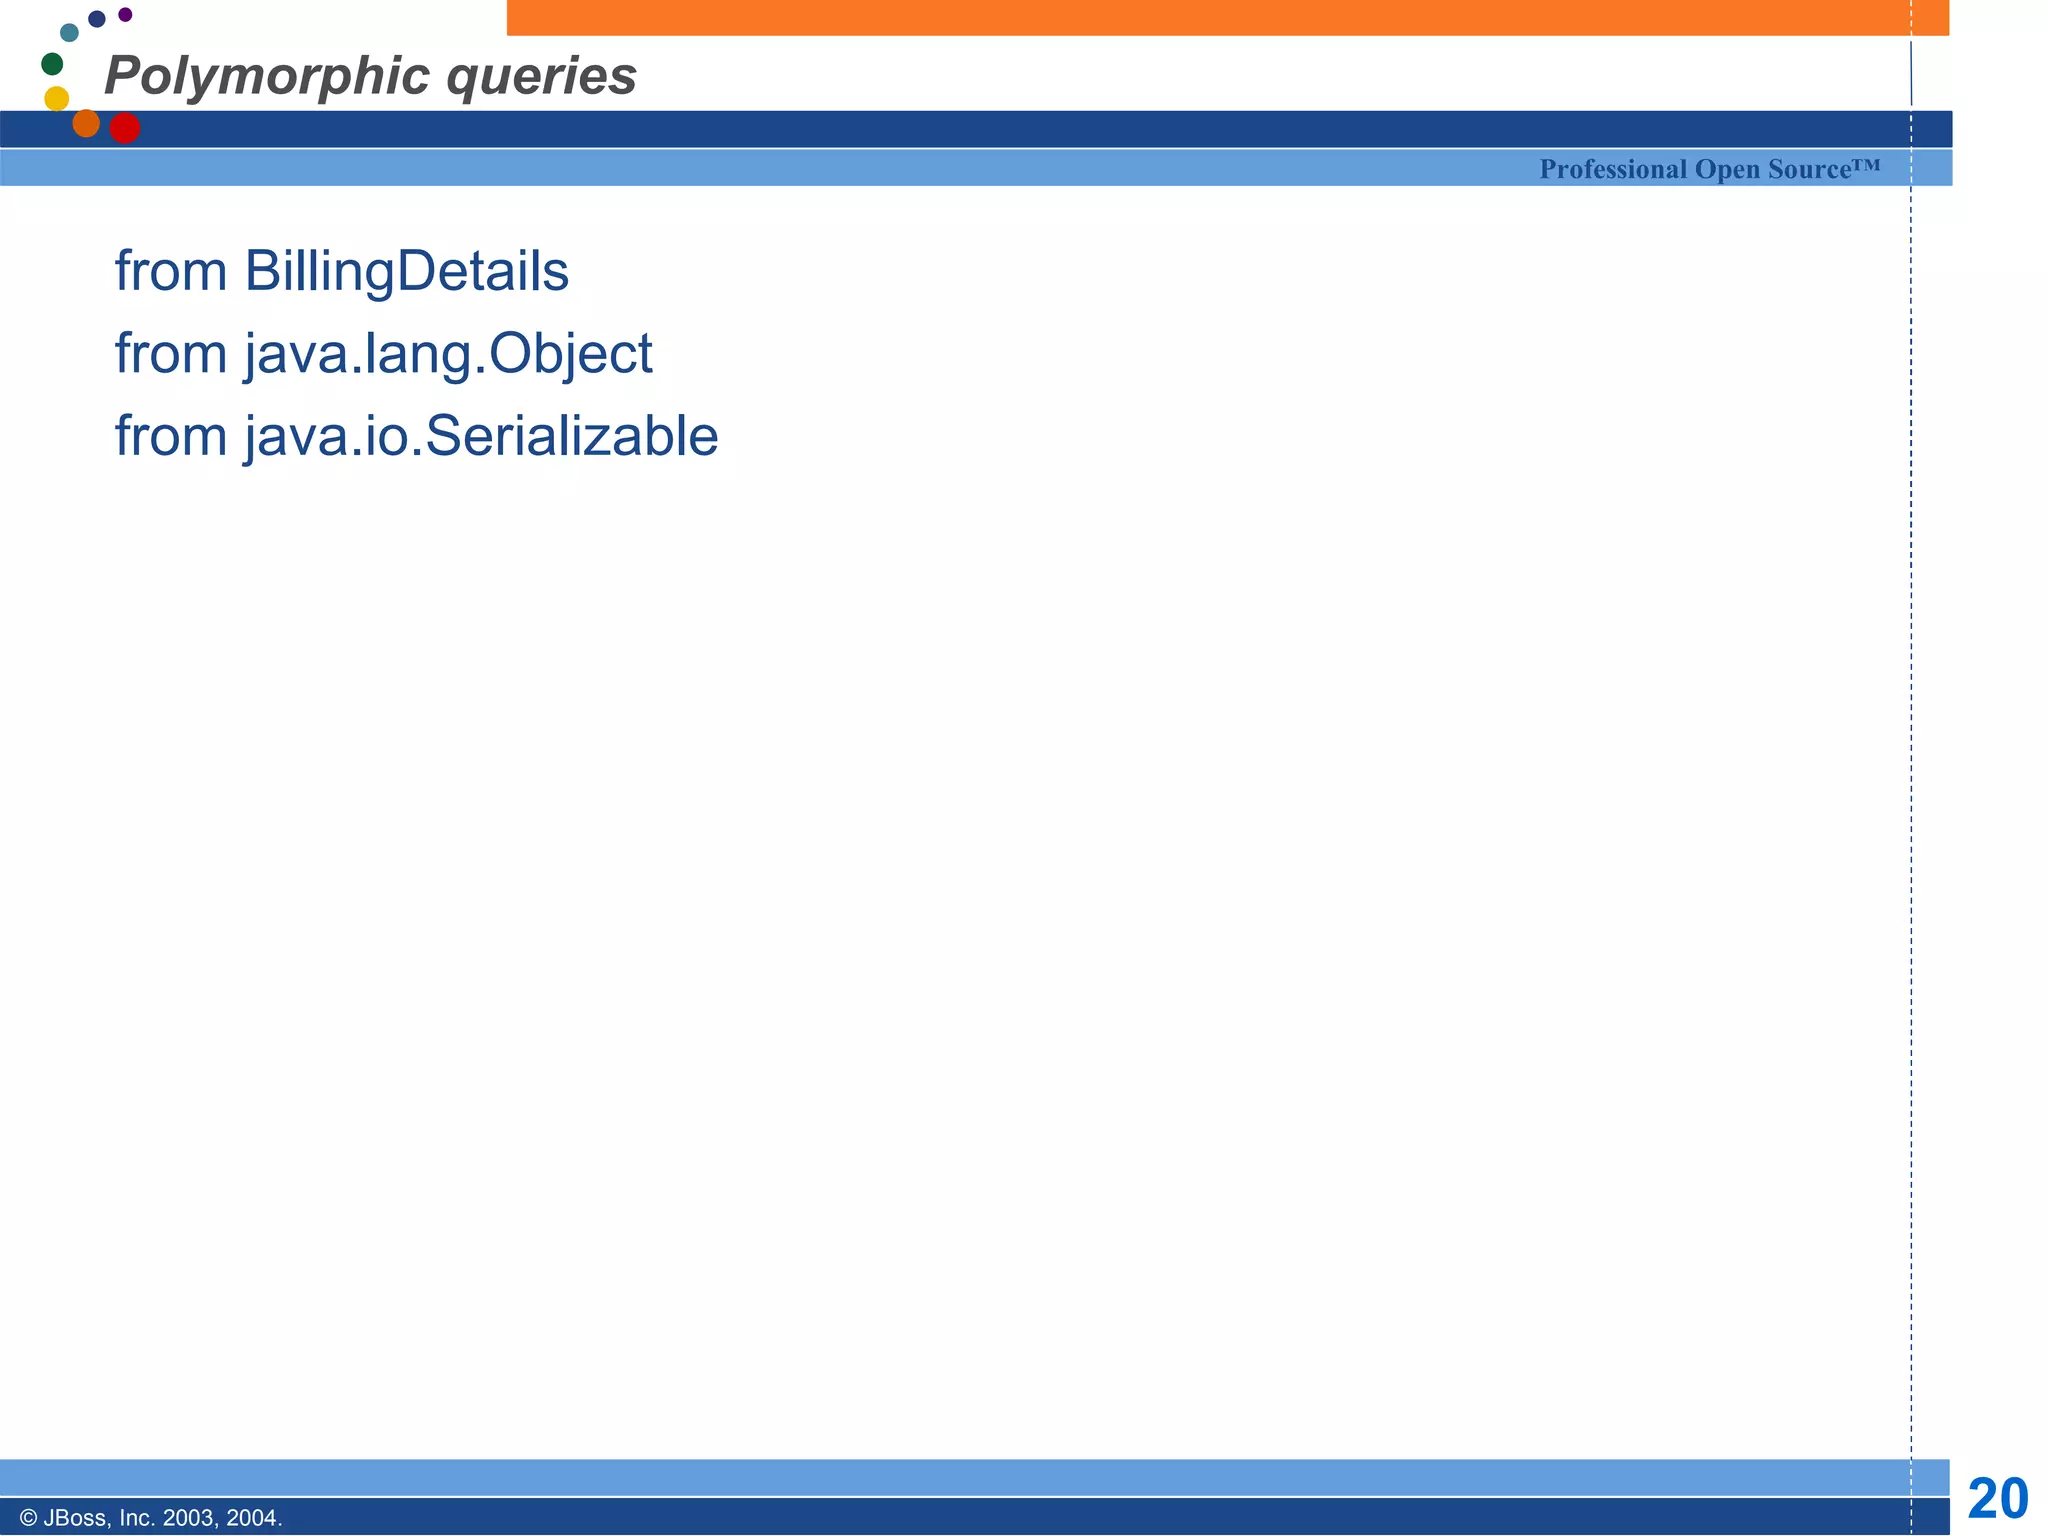 Polymorphic queries
Professional Open Source™
from BillingDetails
from java.lang.Object
from java.io.Serializable
© JBoss, Inc. 2003, 2004.
20